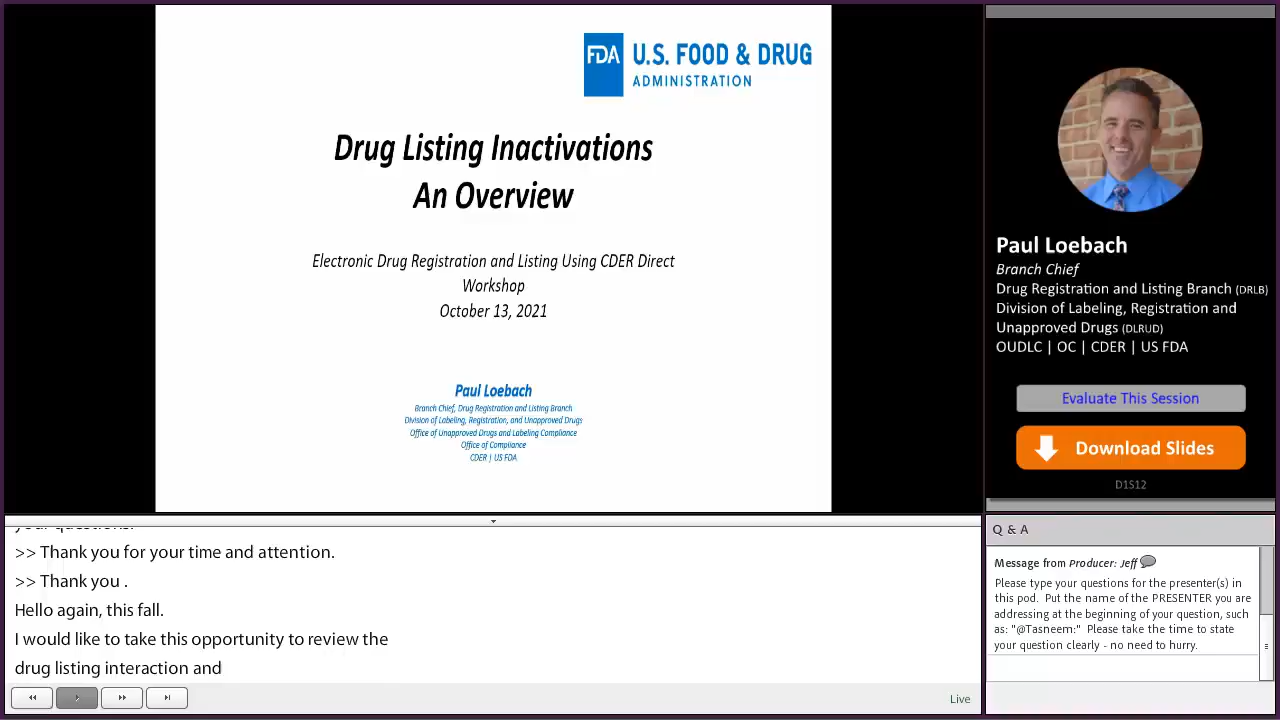 FDA
U.S. FOOD & DRUG
ADMINISTRATION
Drug Listing Inactivations
An Overview
Electronic Drug Registration and Listing Using CDER Direct
Workshop
October 13, 2021
Paul Loebach
Branch Chief, Drug Registration and Listing Branch
Division of Labeling, Registration, and Unapproved Drugs
Office of Unapproved Drugs and Labeling Compliance
Office of Compliance
CDER | US FDA
Paul Loebach
Branch Chief
Drug Registration and Listing Branch (DRLB)
Division of Labeling, Registration and
Unapproved Drugs (DLRUD)
OUDLC | OC | CDER | US FDA
Evaluate This Session
Download Slides
D1S12
your questions.
>> Thank you for your time and attention.
>> Thank you .
Hello again, this fall.
I would like to take this opportunity to review the
drug listing interaction and
Live
Q & A
Message from Producer: Jeff
Please type your questions for the presenter(s) in
this pod. Put the name of the PRESENTER you are
addressing at the beginning of your question, such
as: "@Tasneem:" Please take the time to state
your question clearly - no need to hurry.